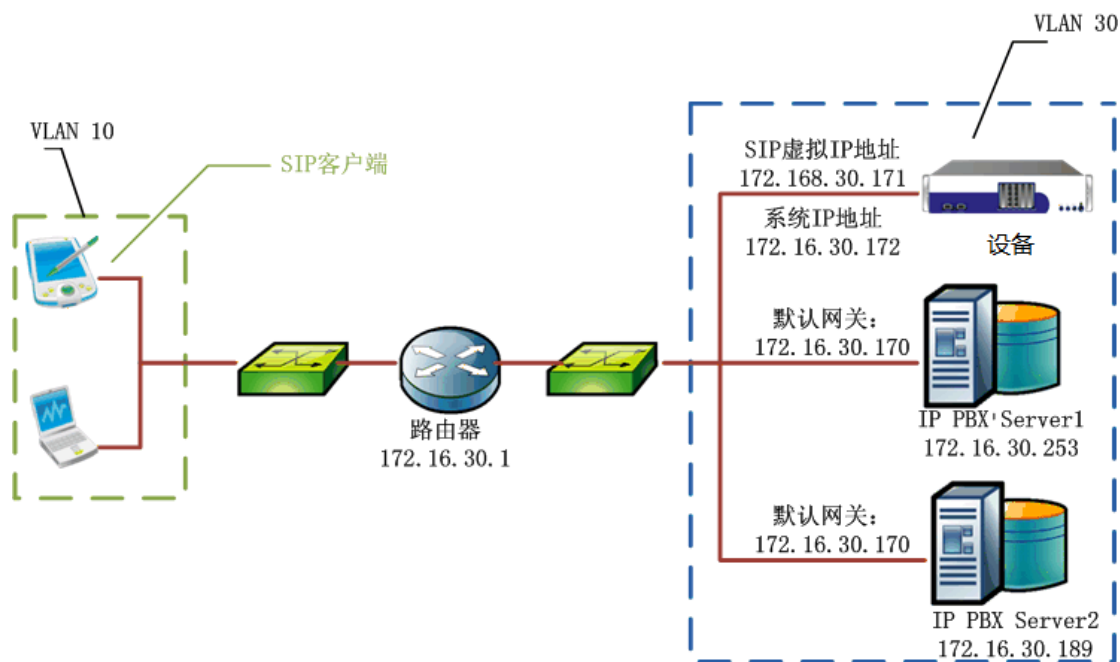 VLAN 30
VLAN 10
SIP客户端
SIP虚拟IP地址
172.168.30.171
系统IP地址
172.16.30.172
设备
默认网关:
172.16.30.170
IP PBX'Server1
172.16.30.253
路由器
172.16.30.1
默认网关:
172.16.30.170
IP PBX Server2
172.16.30.189